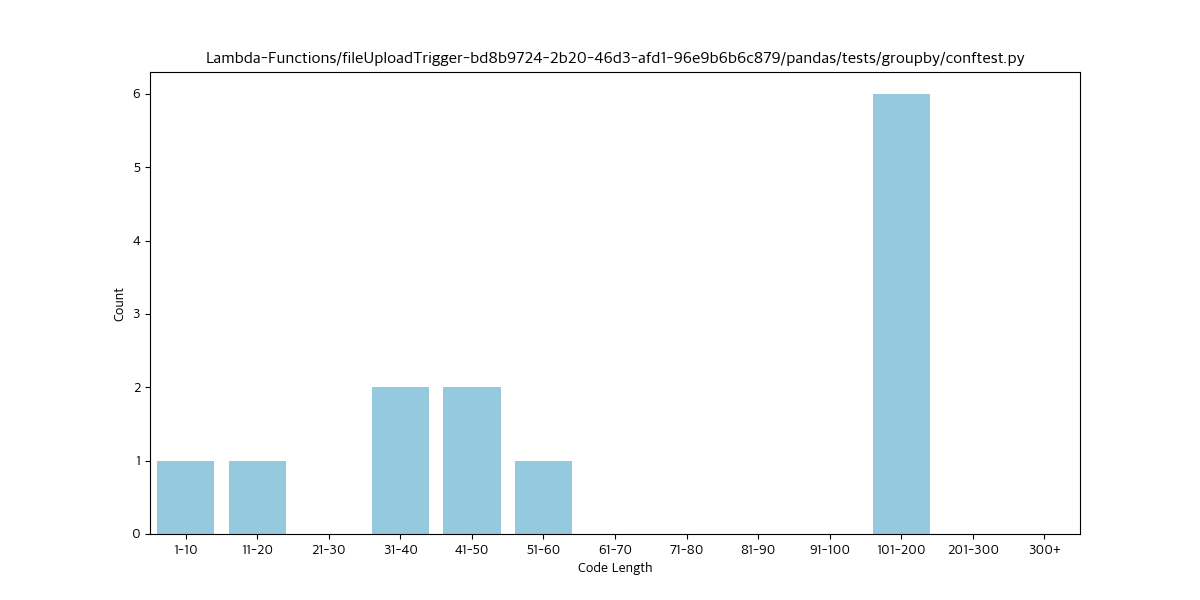 Lambda-Functions/fileUploadTrigger-bd8b9724-2b20-46d3-afd1-96e9b6b6c879/pandas/tests/groupby/conftest.py
6
5
4
3
2
1
0
Count
1-10 11-20 21-30 31-40 41-50 51-60 61-70 71-80 81-90 91-100 101-200 201-300 300+
Code Length